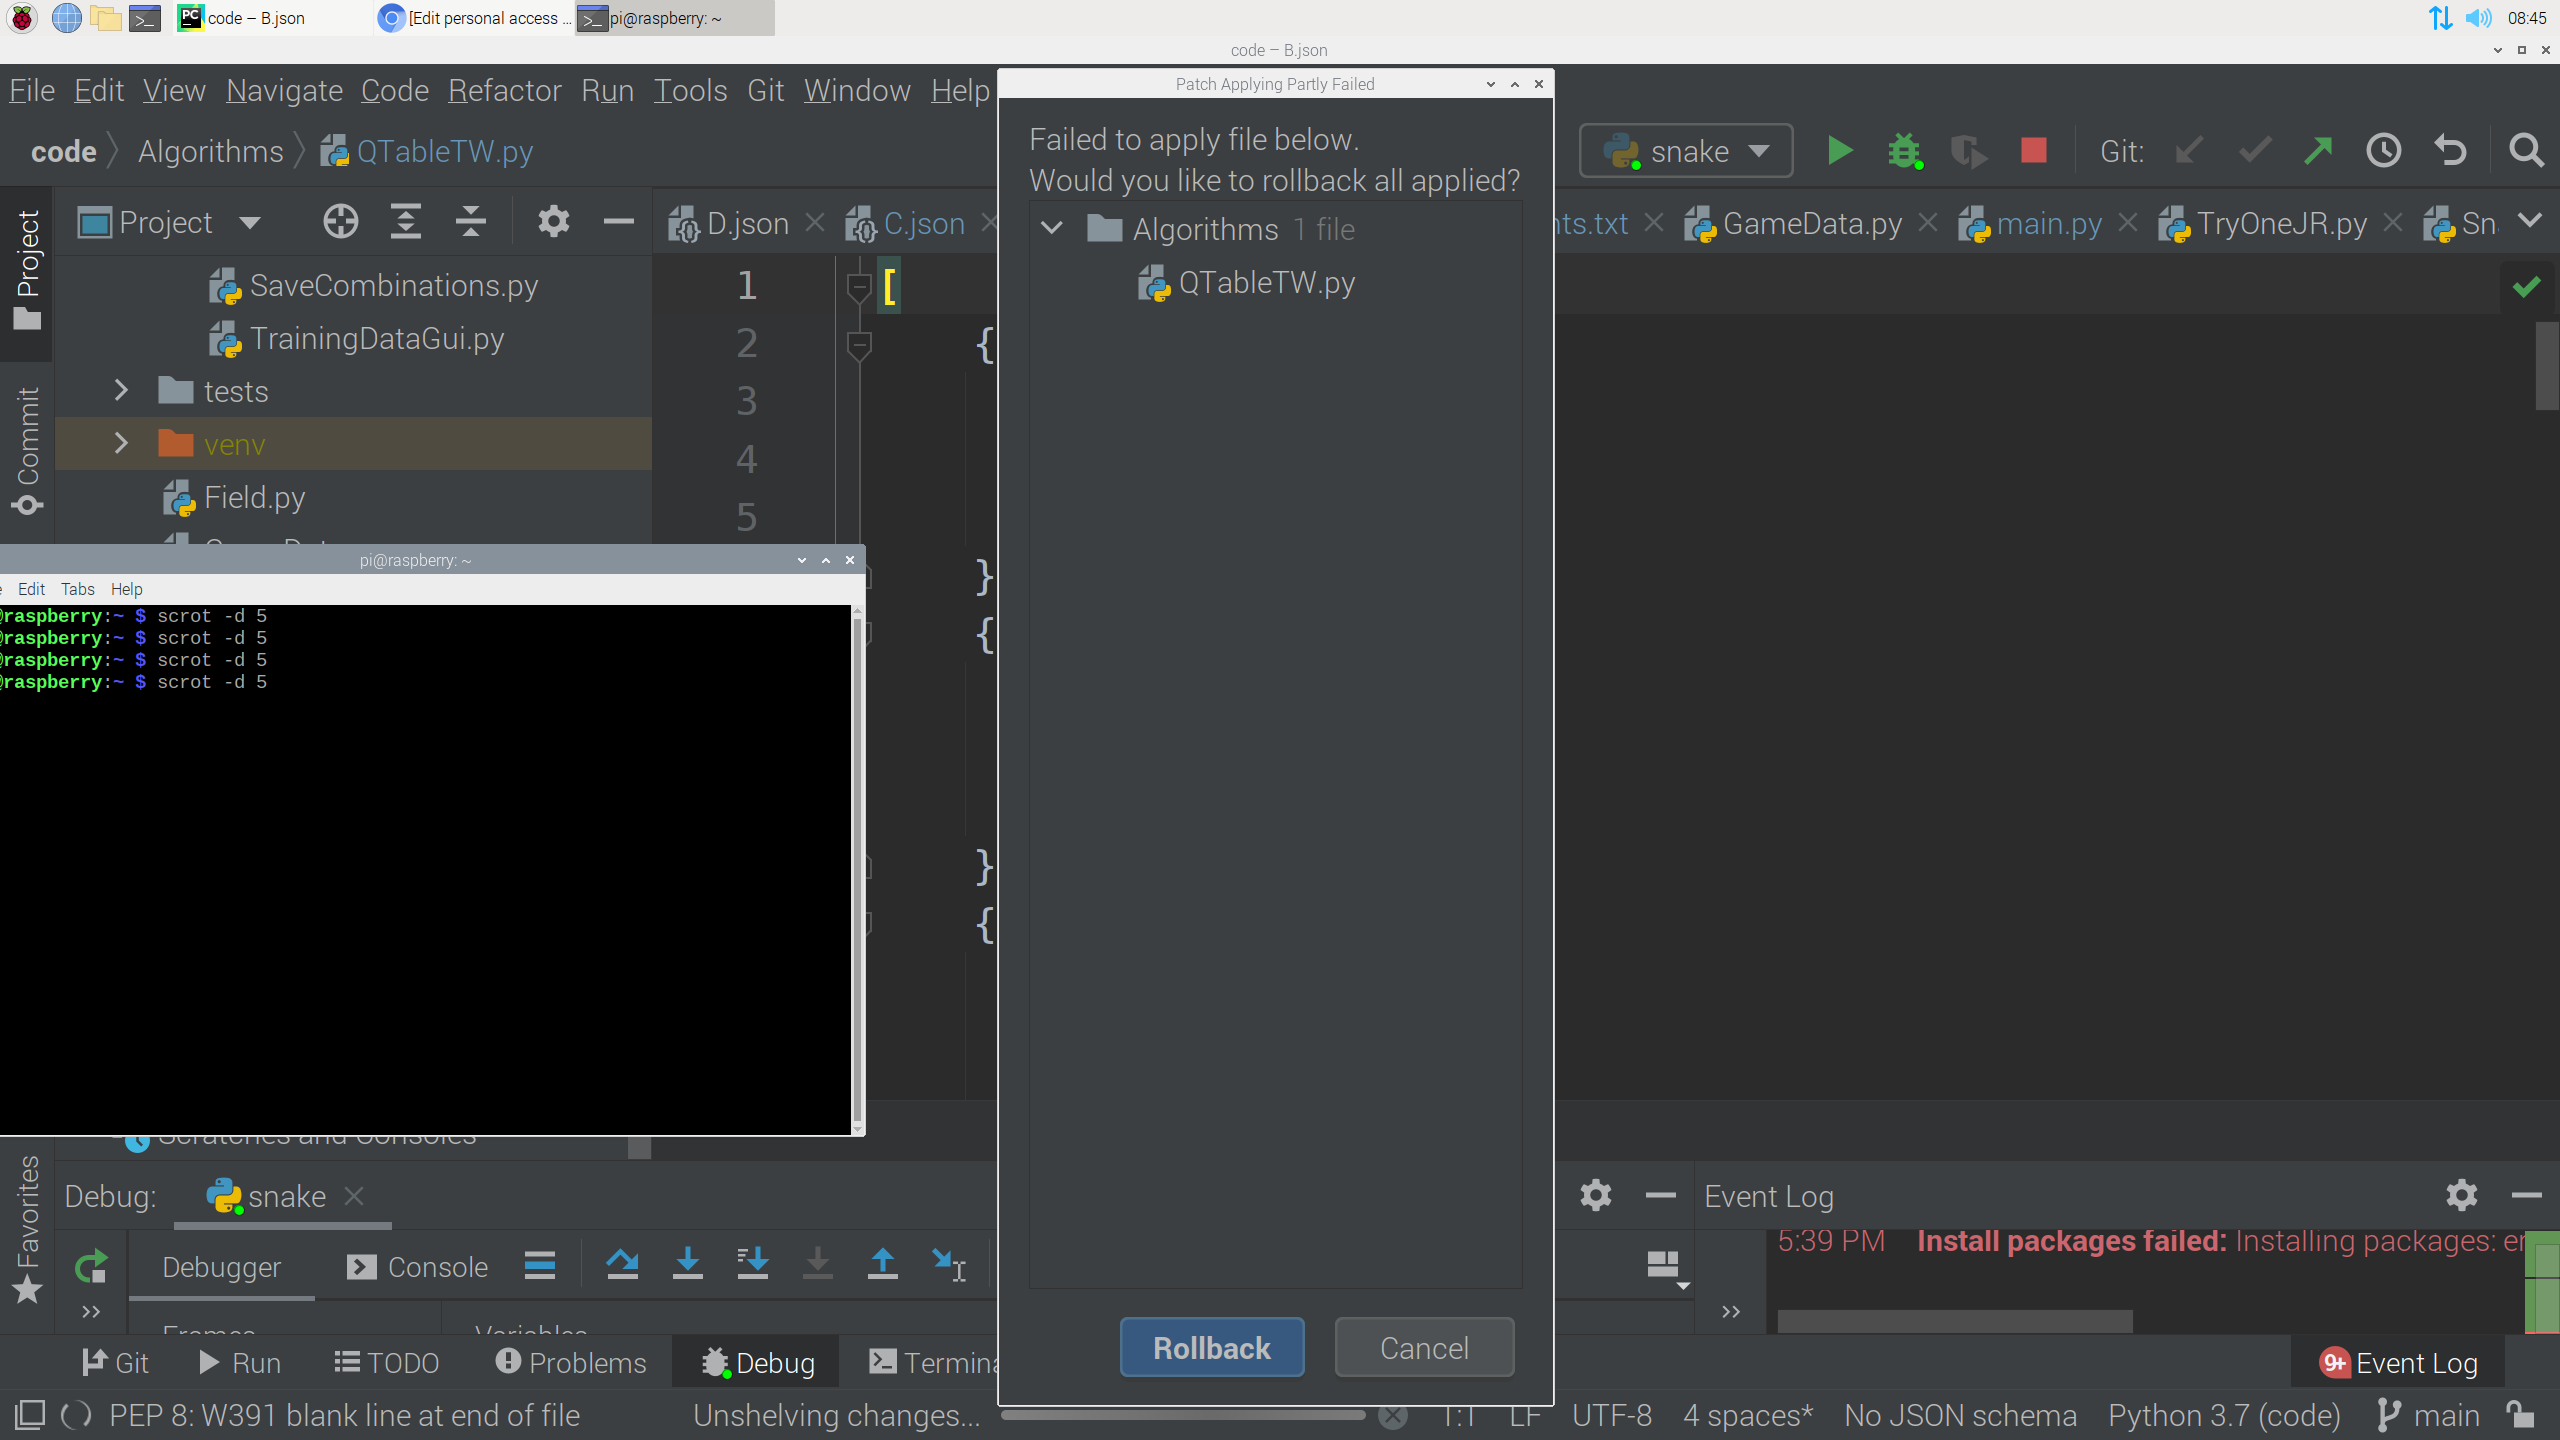 code – B.json
[Edit personal access ...
pi@raspberry: ~
08:45
code – B.json
File Edit View Navigate Code Refactor Run Tools Git Window Help
Patch Applying Partly Failed
code Algorithms QTableTW.py
snake
Git:
Failed to apply file below.
Would you like to rollback all applied?
Algorithms 1 file
QTableTW.py
Rollback
Cancel
Project
Commit
Favorites
Project
D.json
C.json
nts.txt
GameData.py
main.py
TryOneJR.py
Sn
SaveCombinations.py
TrainingDataGui.py
tests
venv
Field.py
1 [
2 {
3
4
5
}
{
}
{
pi@raspberry: ~
Edit Tabs Help
@raspberry:~ $ scrot -d 5
@raspberry:~ $ scrot -d 5
@raspberry:~ $ scrot -d 5
@raspberry:~ $ scrot -d 5
Scratches and Consoles
Debug: snake
Event Log
Debugger
Console
5:39 PM Install packages failed: Installing packages: er
Frames
Variables
Git Run TODO Problems Debug Termina
9+ Event Log
PEP 8: W391 blank line at end of file
Unshelving changes...
1:1 LF UTF-8 4 spaces* No JSON schema Python 3.7 (code) main